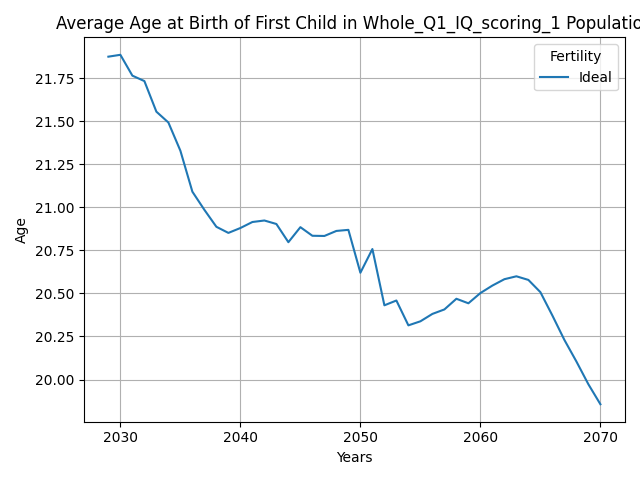 Average Age at Birth of First Child in Whole_Q1_IQ_scoring_1 Populatio
Fertility
Ideal
21.75
21.50
21.25
21.00
20.75
20.50
20.25
20.00
Age
2030 2040 2050 2060 2070
Years